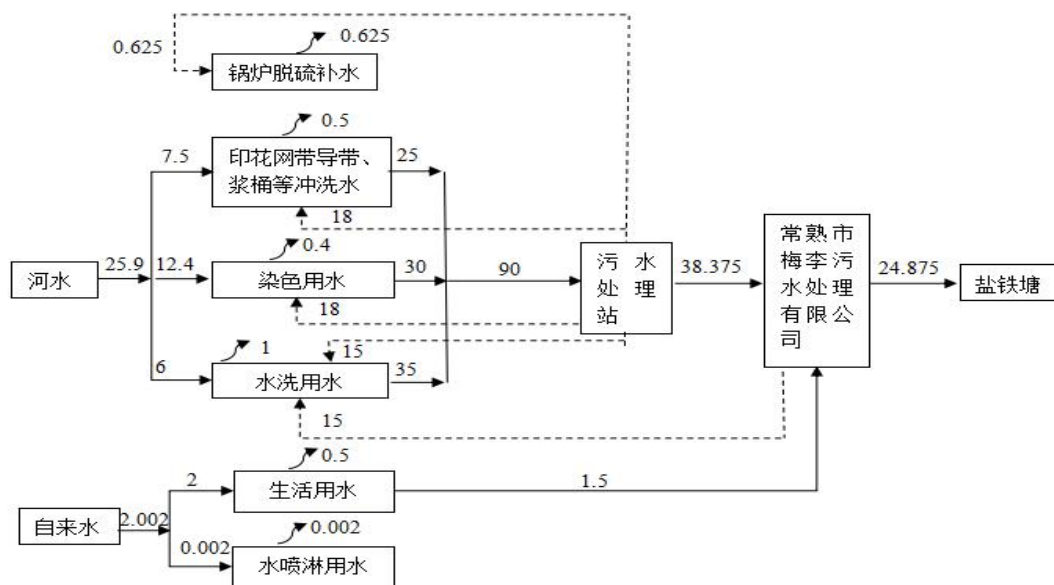 0.625
0.625
锅炉脱硫补水
0.5
7.5
印花网带导带、
浆桶等冲洗水
25
18
河水
25.9
12.4
0.4
染色用水
30
90
污水
处理
站
38.375
常熟市
梅李污
水处理
有限公
司
24.875
盐铁塘
18
15
6
1
水洗用水
35
15
0.5
2
生活用水
1.5
自来水
2.002
0.002
0.002
水喷淋用水